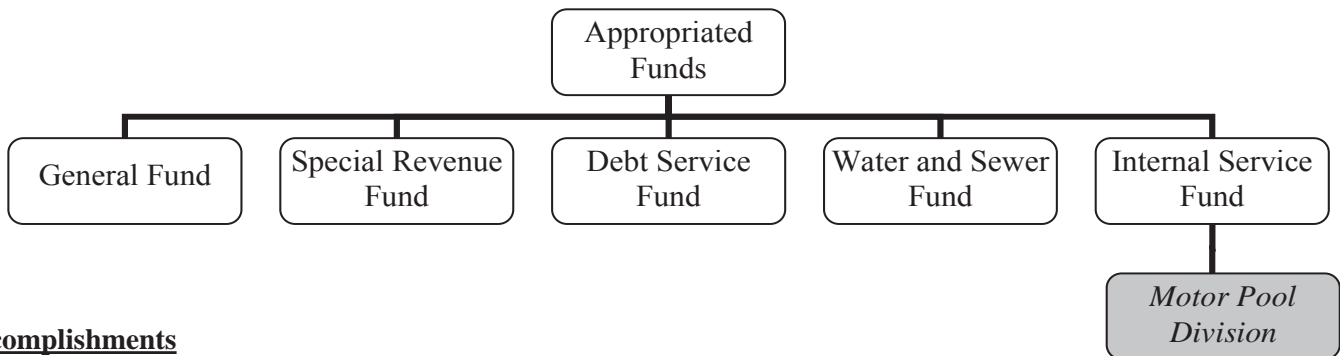 Appropriated
Funds
General Fund
Special Revenue
Fund
Debt Service
Fund
Water and Sewer
Fund
Internal Service
Fund
Motor Pool
Division
complishments